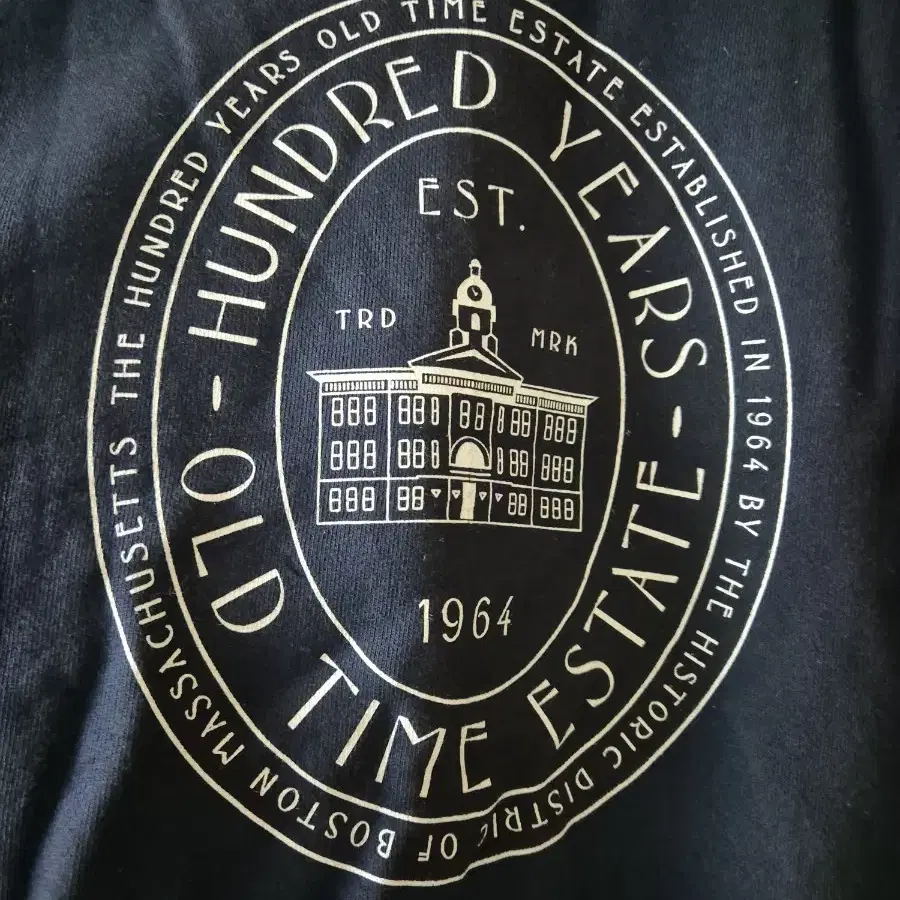 THE HUNDRED YEARS OLD TIME ESTATE ESTABLISHED IN 1964 BY THE HISTORIC DISTRIC OF BOSTON MASSACHUSETTS
HUNDRED YEARS
- OLD TIME ESTATE -
EST.
TRD MRK
1964